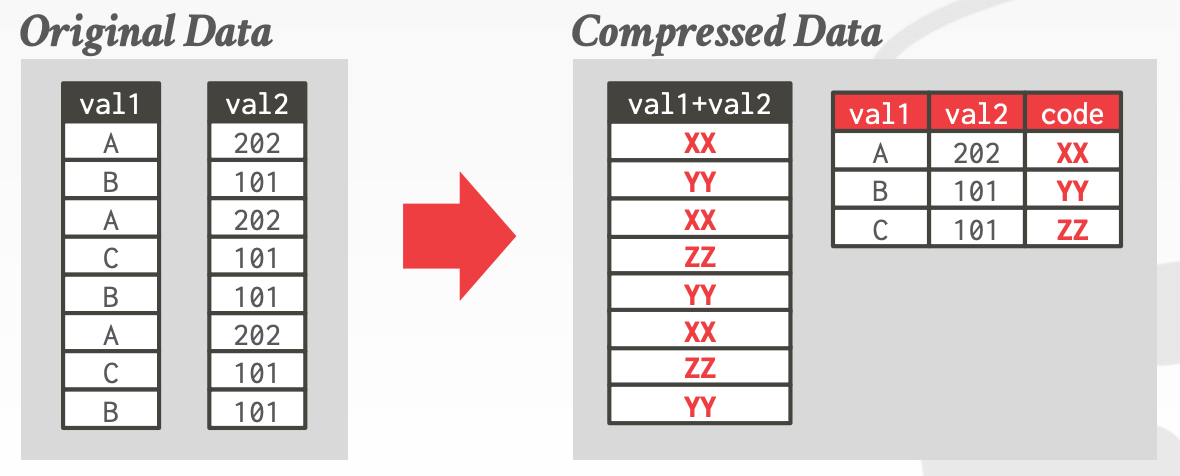 Original Data
Compressed Data
val1 val2
A 202
B 101
A 202
C 101
B 101
A 202
C 101
B 101
val1+val2
XX
YY
XX
ZZ
YY
XX
ZZ
YY
val1 val2 code
A 202 XX
B 101 YY
C 101 ZZ